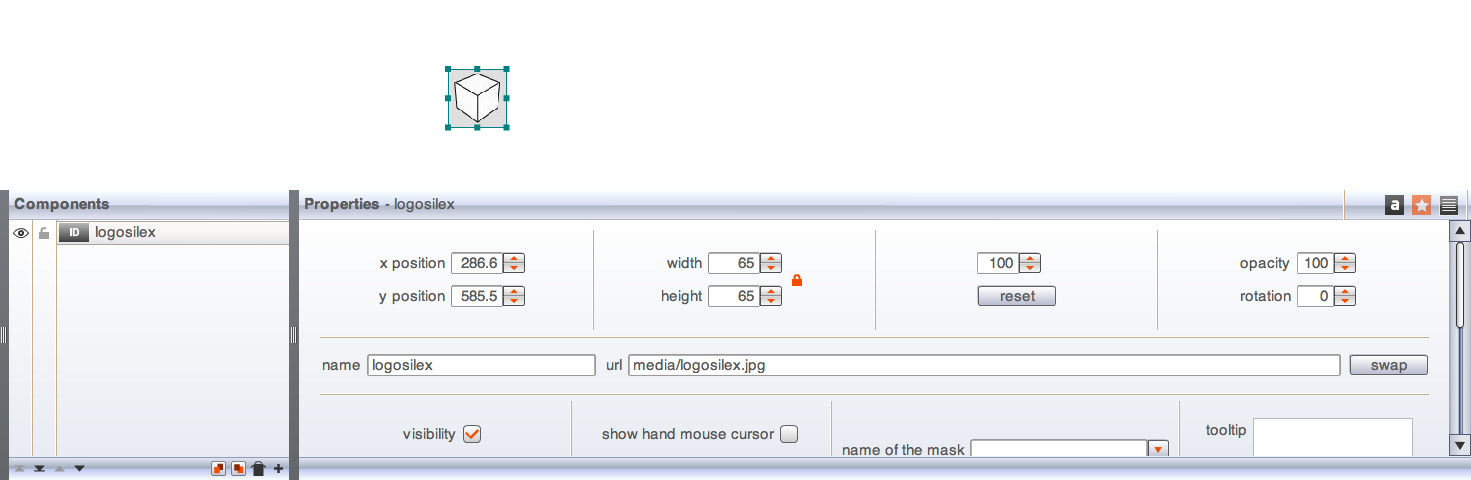 Components
Properties - logosilex
a
ID logosilex
x position 286.6 width 65 100 opacity 100
y position 585.5 height 65 reset rotation 0
name logosilex url media/logosilex.jpg swap
visibility show hand mouse cursor name of the mask tooltip